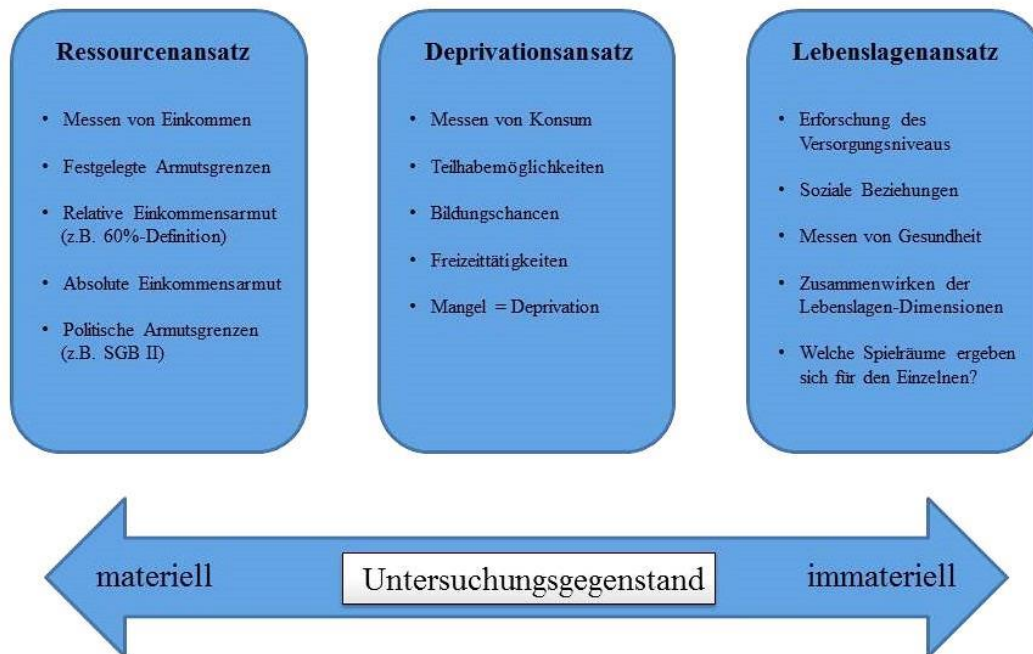 Ressourcenansatz
• Messen von Einkommen
• Festgelegte Armutsgrenzen
• Relative Einkommensarmut
(z.B. 60%-Definition)
• Absolute Einkommensarmut
• Politische Armutsgrenzen
(z.B. SGB II)
Deprivationsansatz
• Messen von Konsum
• Teilhabemöglichkeiten
• Bildungschancen
• Freizeittätigkeiten
• Mangel = Deprivation
Lebenslagenansatz
• Erforschung des
Versorgungsniveaus
• Soziale Beziehungen
• Messen von Gesundheit
• Zusammenwirken der
Lebenslagen-Dimensionen
• Welche Spielräume ergeben
sich für den Einzelnen?
materiell
Untersuchungsgegenstand
immateriell